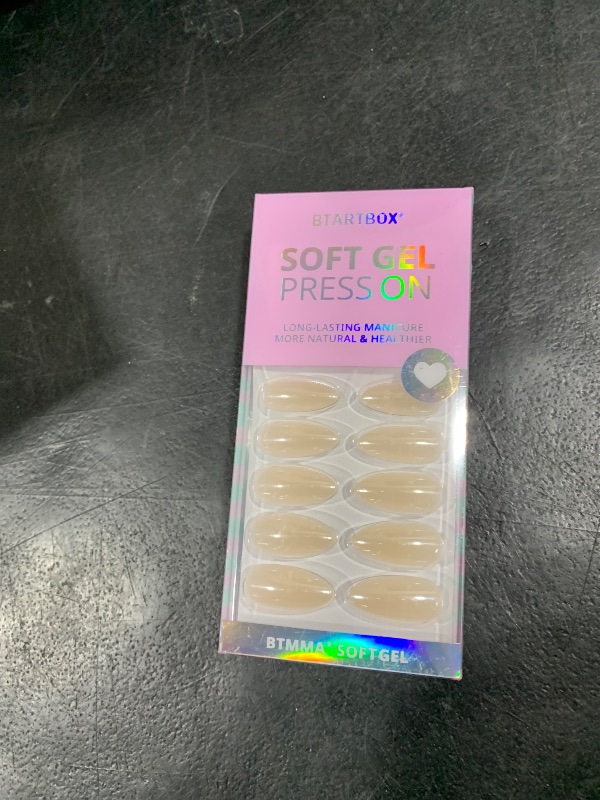 BTARTBOX®
SOFT GEL
PRESS ON
LONG-LASTING MANICURE
MORE NATURAL & HEALTHIER
BTMMA® SOFTGEL